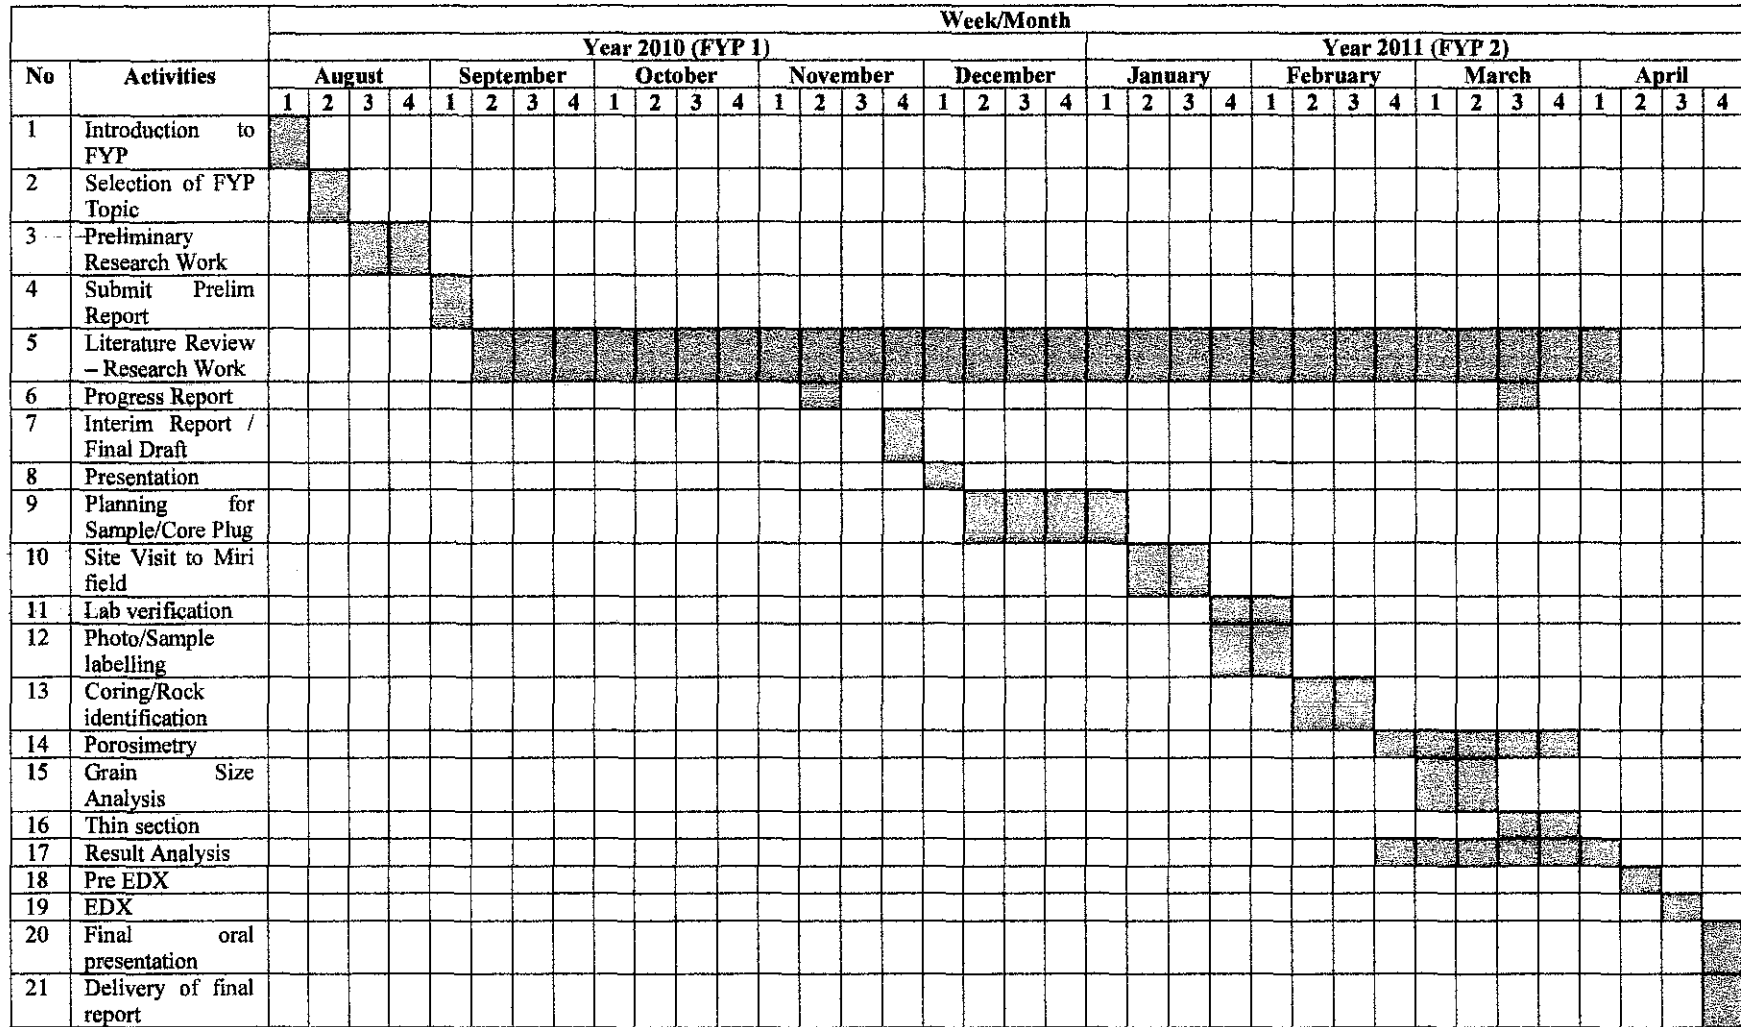 Week/Month
Year 2010 (FYP 1) Year 2011 (FYP 2)
No Activities August September October November December January February March April
1 2 3 4 1 2 3 4 1 2 3 4 1 2 3 4 1 2 3 4 1 2 3 4 1 2 3 4 1 2 3 4 1 2 3 4
1 Introduction to
FYP
2 Selection of FYP
Topic
3 Preliminary
Research Work
4 Submit Prelim
Report
5 Literature Review
– Research Work
6 Progress Report
7 Interim Report /
Final Draft
8 Presentation
9 Planning for
Sample/Core Plug
10 Site Visit to Miri
field
11 Lab verification
12 Photo/Sample
labelling
13 Coring/Rock
identification
14 Porosimetry
15 Grain Size
Analysis
16 Thin section
17 Result Analysis
18 Pre EDX
19 EDX
20 Final oral
presentation
21 Delivery of final
report